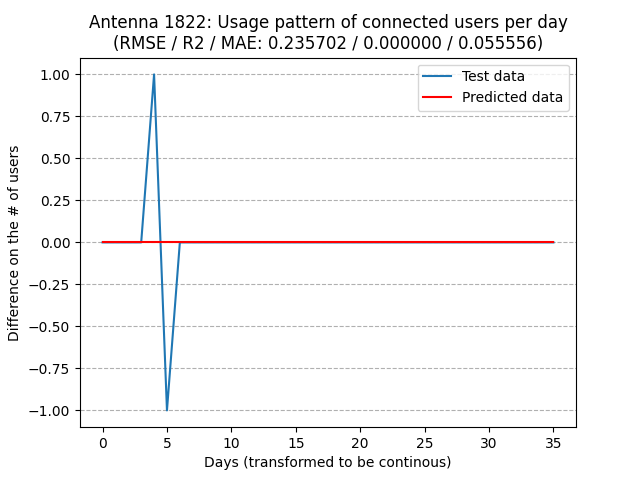 Antenna 1822: Usage pattern of connected users per day
(RMSE / R2 / MAE: 0.235702 / 0.000000 / 0.055556)
Test data
Predicted data
Difference on the # of users
1.00
0.75
0.50
0.25
0.00
−0.25
−0.50
−0.75
−1.00
0 5 10 15 20 25 30 35
Days (transformed to be continous)